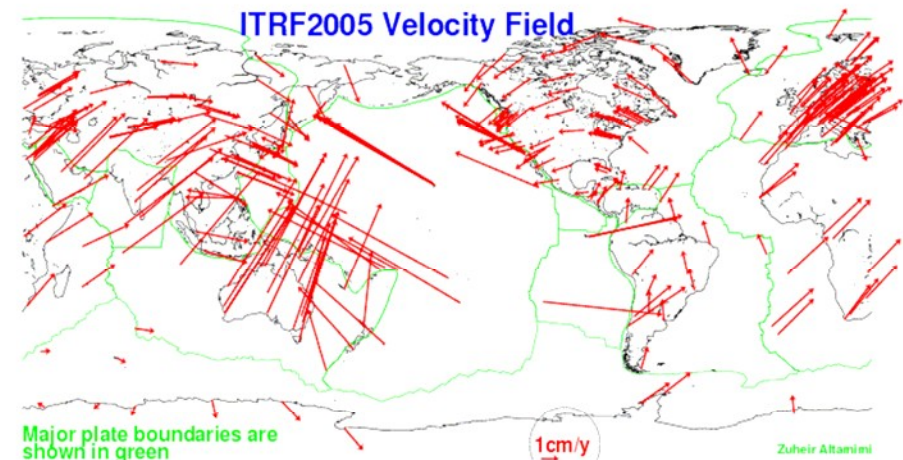 ITRF2005 Velocity Field
Major plate boundaries are
shown in green
1cm/y
Zuheir Altamimi